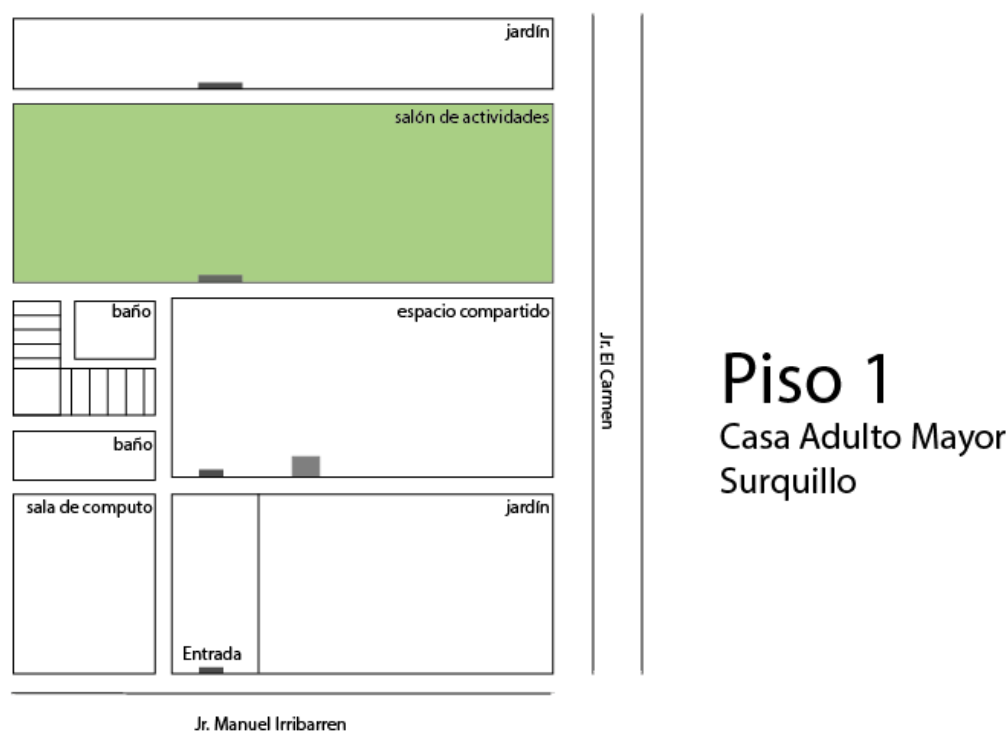 jardín
salón de actividades
baño
espacio compartido
baño
sala de computo
jardín
Entrada
Jr. Manuel Irribarren
Jr. El Carmen
Piso 1
Casa Adulto Mayor
Surquillo